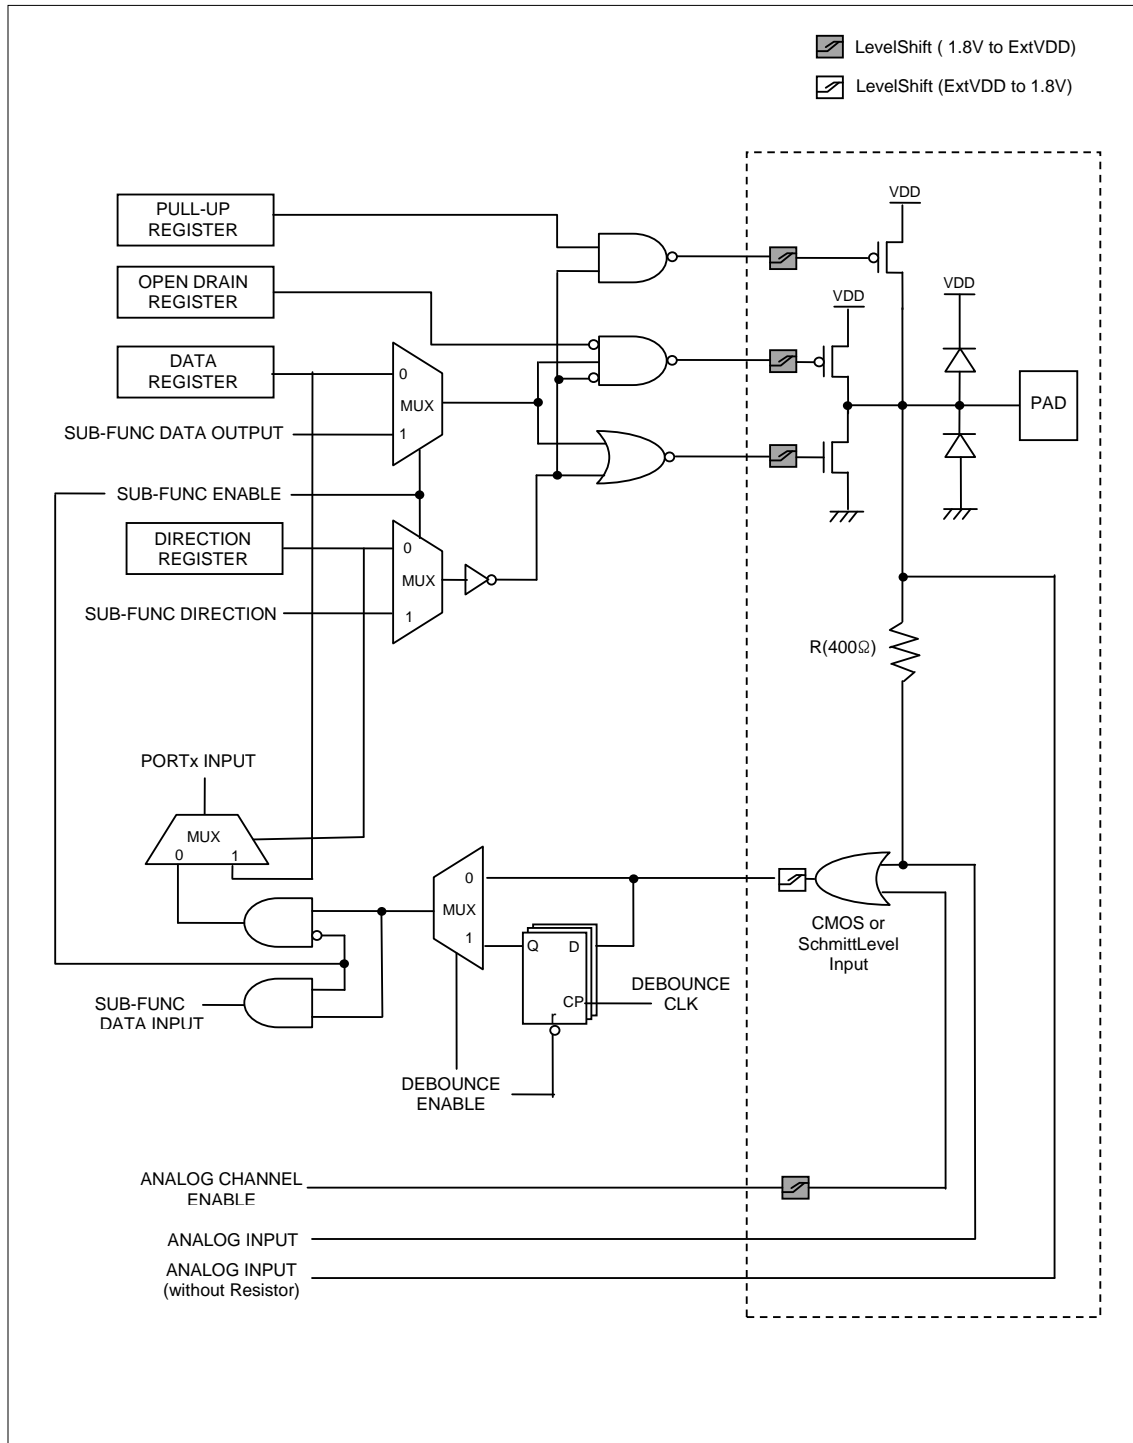 LevelShift ( 1.8V to ExtVDD)
LevelShift (ExtVDD to 1.8V)
PULL-UP
REGISTER
VDD
OPEN DRAIN
REGISTER
VDD
VDD
DATA
REGISTER
0
MUX
1
PAD
SUB-FUNC DATA OUTPUT
SUB-FUNC ENABLE
DIRECTION
REGISTER
0
MUX
1
SUB-FUNC DIRECTION
R(400Ω)
PORTx INPUT
MUX
0 1
0
MUX
1
Q D
CP
r
CMOS or
SchmittLevel
Input
DEBOUNCE
CLK
SUB-FUNC
DATA INPUT
DEBOUNCE
ENABLE
ANALOG CHANNEL
ENABLE
ANALOG INPUT
ANALOG INPUT
(without Resistor)